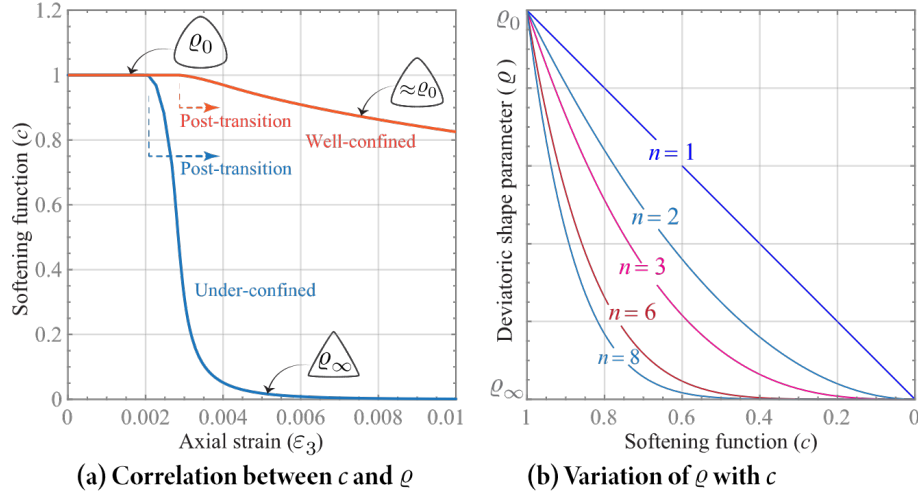 ϱ0
≈ϱ0
Post-transition
Well-confined
Post-transition
Under-confined
ϱ∞
Softening function (c)
1.2
1
0.8
0.6
0.4
0.2
0
0 0.002 0.004 0.006 0.008 0.01
Axial strain (ε3)
(a) Correlation between c and ϱ
Deviatoric shape parameter (ϱ)
ϱ0
ϱ∞
n = 1
n = 2
n = 3
n = 6
n = 8
1 0.8 0.6 0.4 0.2 0
Softening function (c)
(b) Variation of ϱ with c